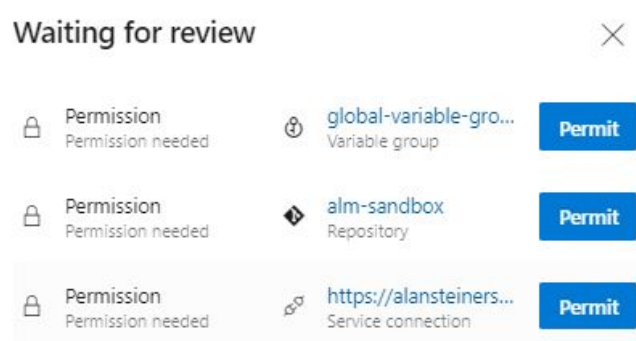 Waiting for review
Permission
Permission needed
global-variable-gro...
Variable group
Permit
Permission
Permission needed
alm-sandbox
Repository
Permit
Permission
Permission needed
https://alansteiners...
Service connection
Permit